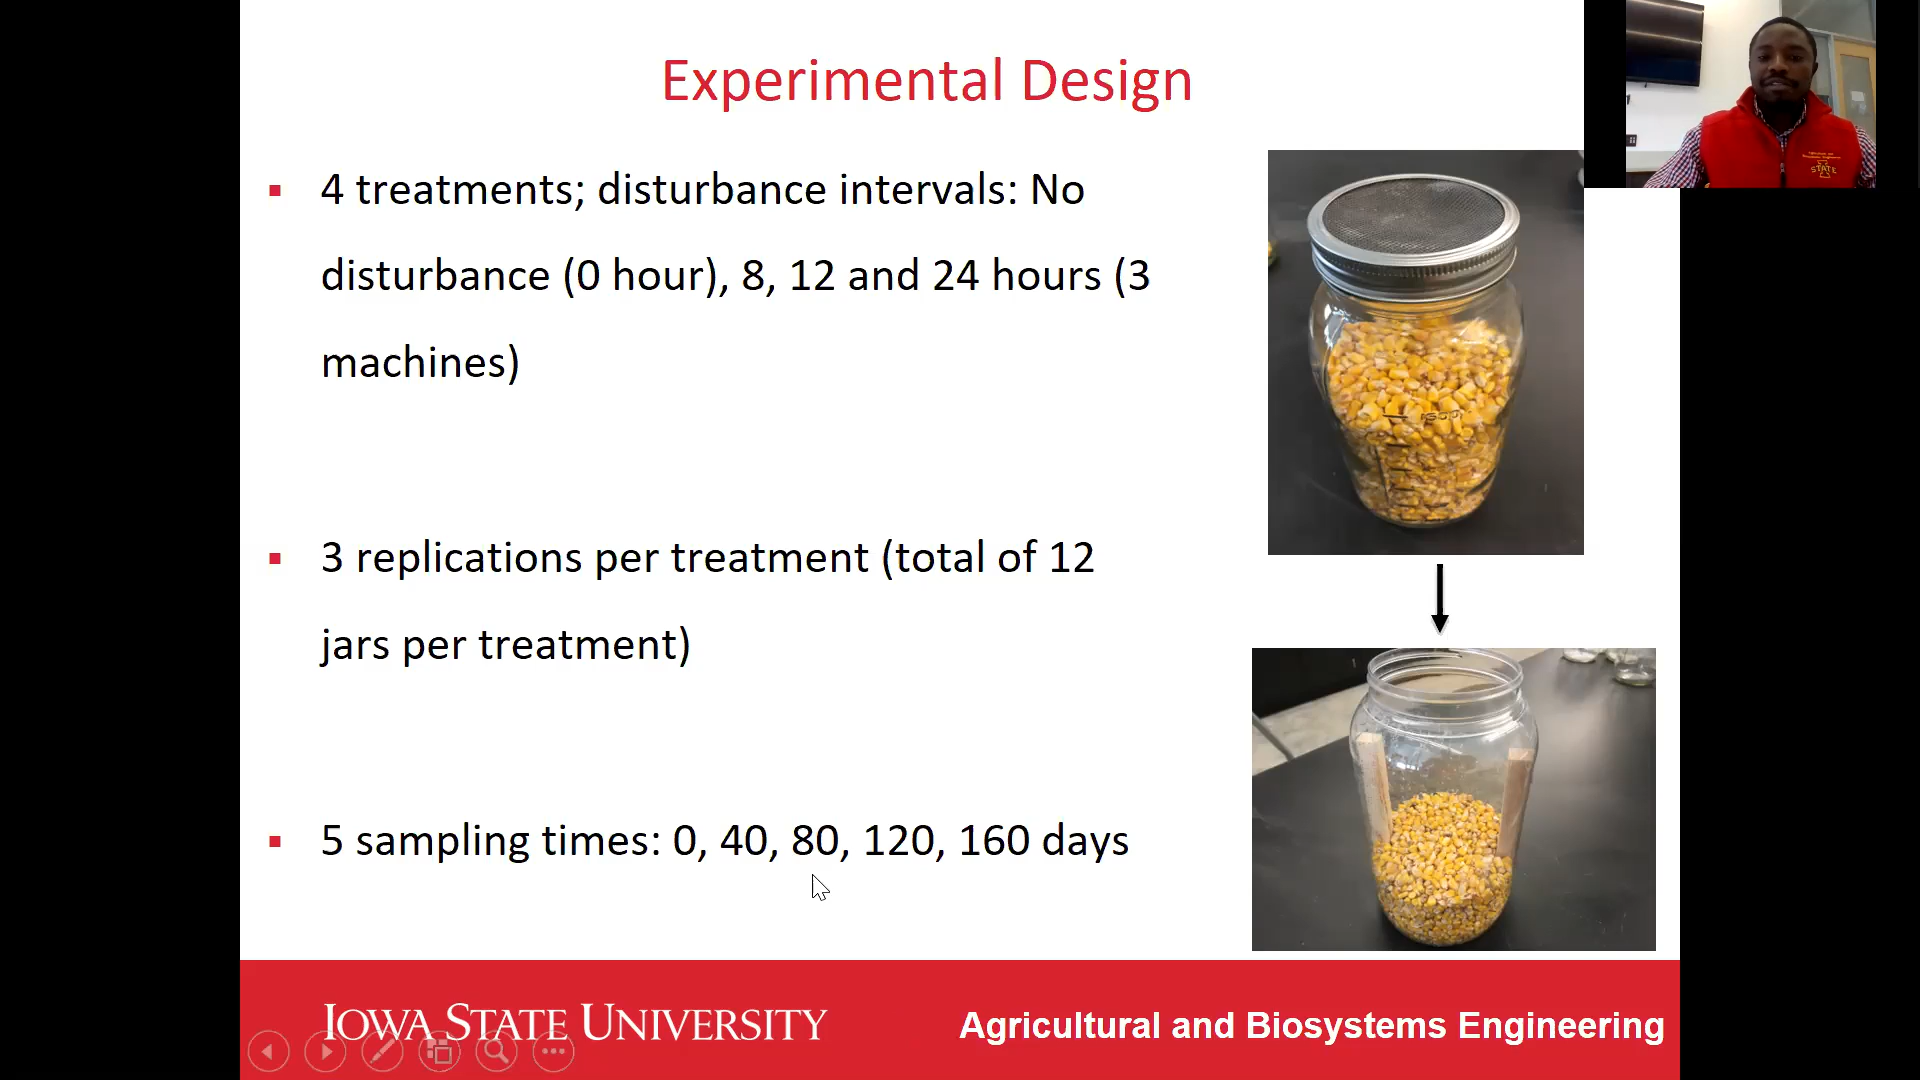 Experimental Design
4 treatments; disturbance intervals: No
disturbance (0 hour), 8, 12 and 24 hours (3
machines)
3 replications per treatment (total of 12
jars per treatment)
5 sampling times: 0, 40, 80, 120, 160 days
IOWA STATE UNIVERSITY
Agricultural and Biosystems Engineering
STATE